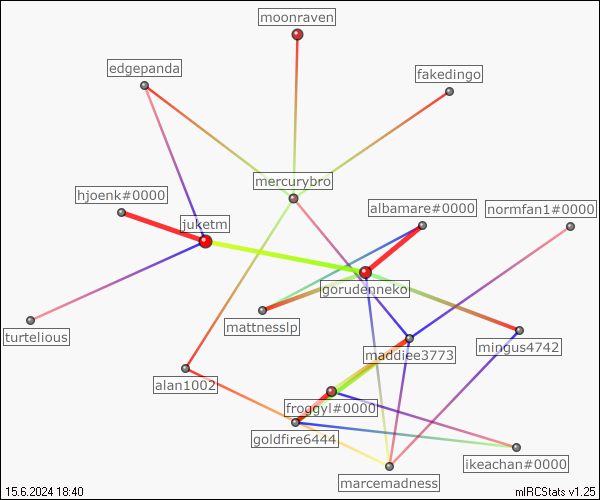 moonraven
edgepanda
fakedingo
mercurybro
hjoenk#0000
albamare#0000
normfan1#0000
juketm
gorudenneko
mattnesslp
turtelious
maddiee3773
mingus4742
alan1002
froggyl#0000
goldfire6444
ikeachan#0000
marcemadness
15.6.2024 18:40
mIRCStats v1.25